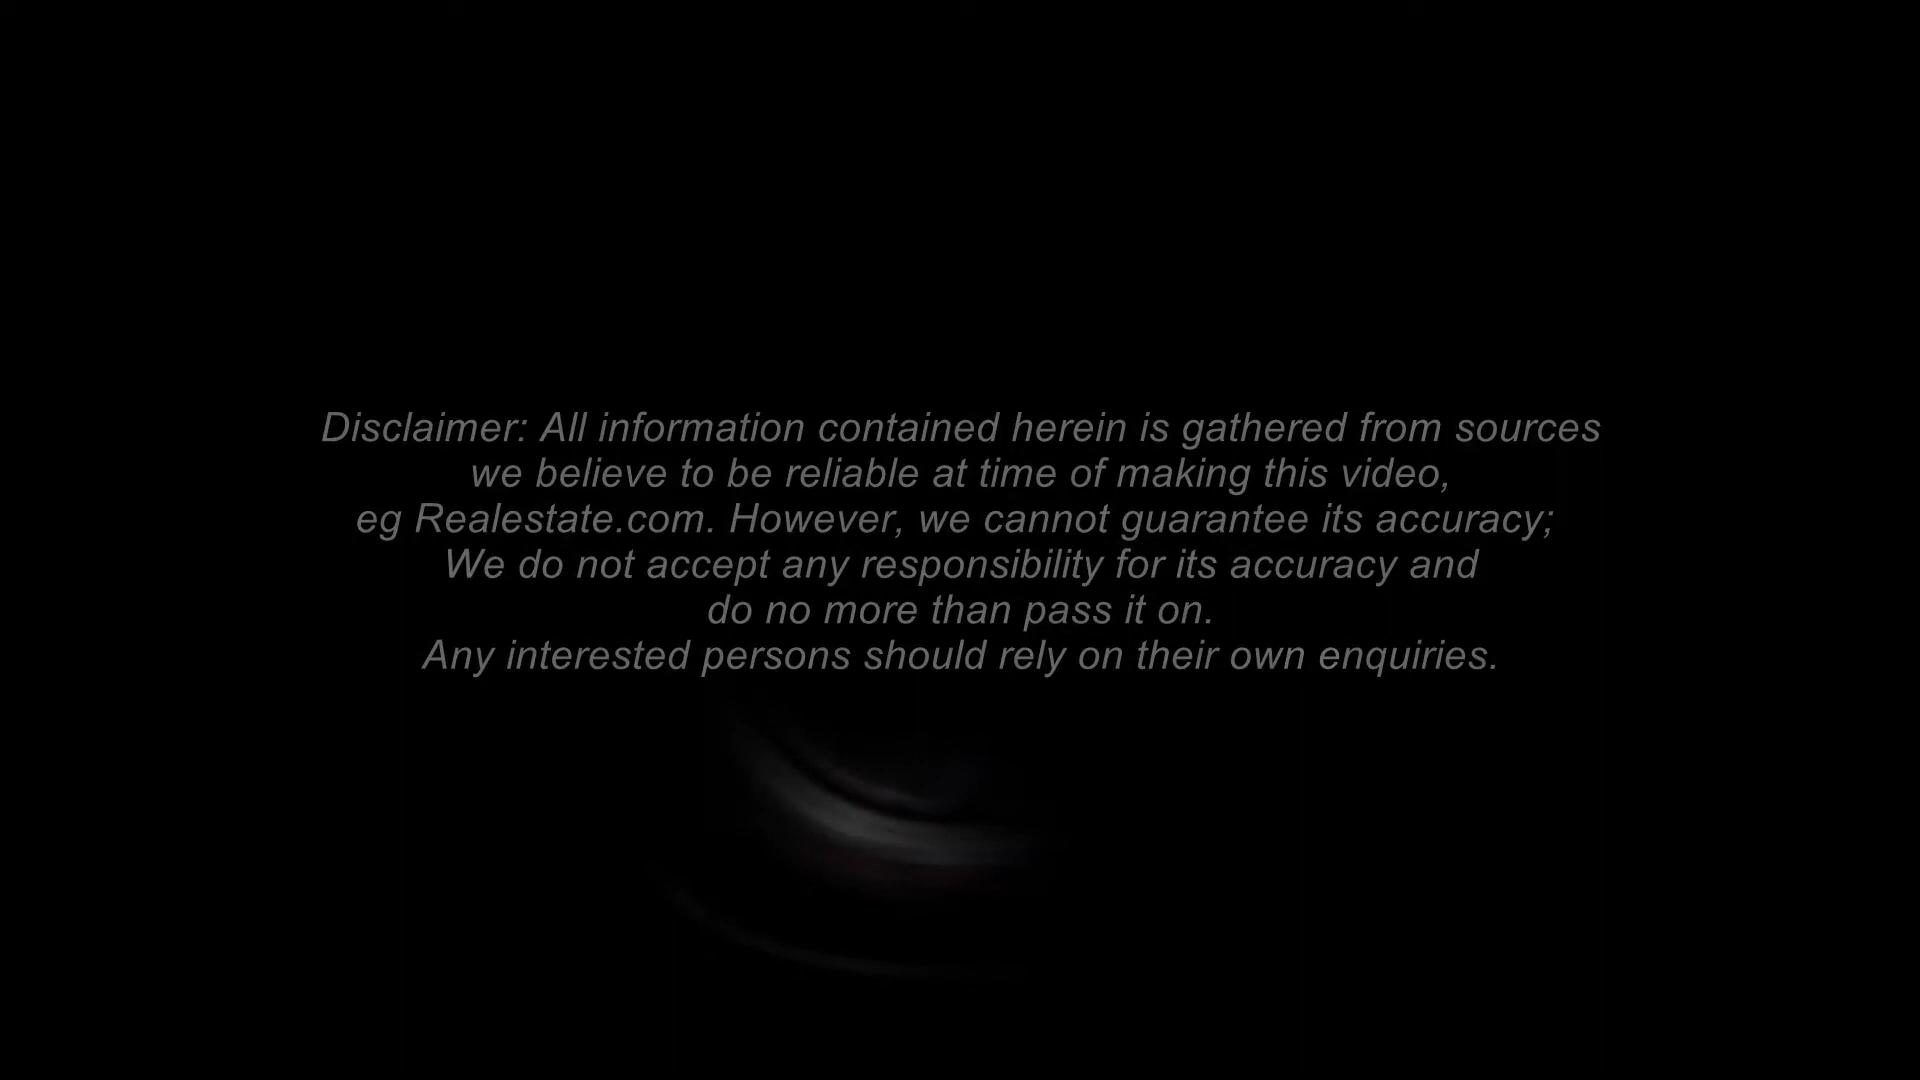 Disclaimer: All information contained herein is gathered from sources
we believe to be reliable at time of making this video,
eg Realestate.com. However, we cannot guarantee its accuracy;
We do not accept any responsibility for its accuracy and
do no more than pass it on.
Any interested persons should rely on their own enquiries.